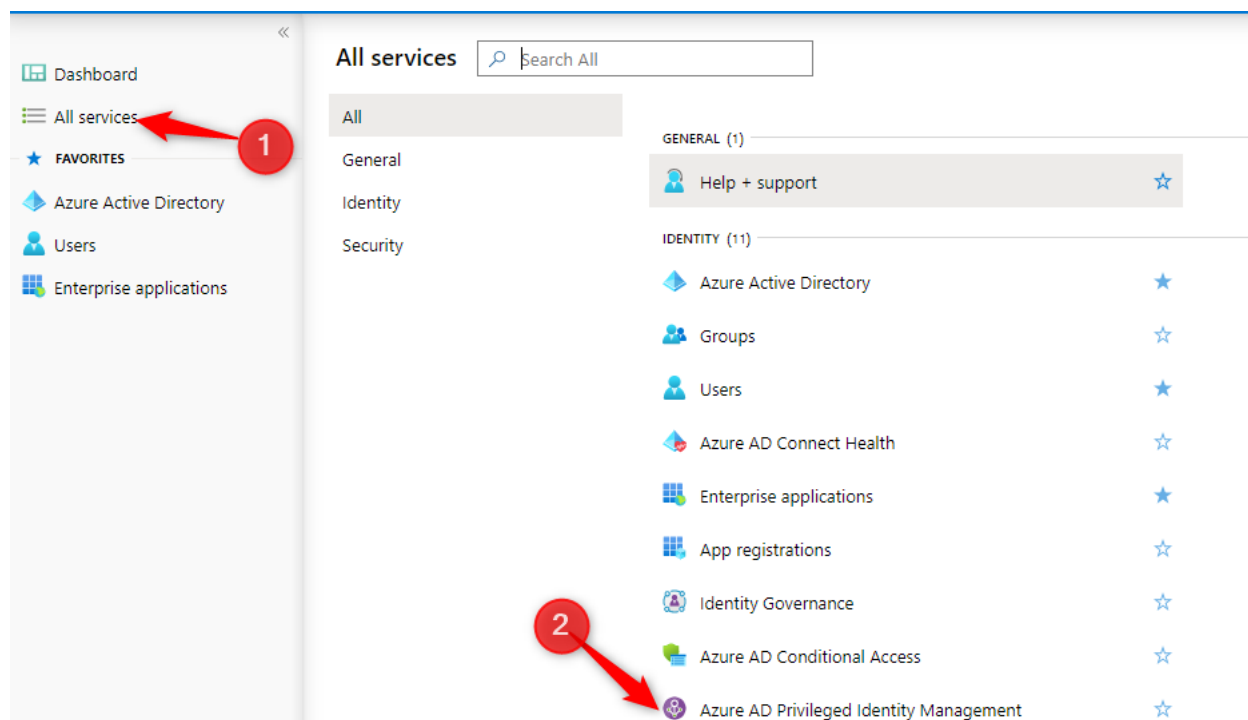 «
Dashboard
All services
1
FAVORITES
Azure Active Directory
Users
Enterprise applications
All services
Search All
All
General
Identity
Security
GENERAL (1)
Help + support
IDENTITY (11)
Azure Active Directory
Groups
Users
Azure AD Connect Health
Enterprise applications
App registrations
Identity Governance
2
Azure AD Conditional Access
Azure AD Privileged Identity Management